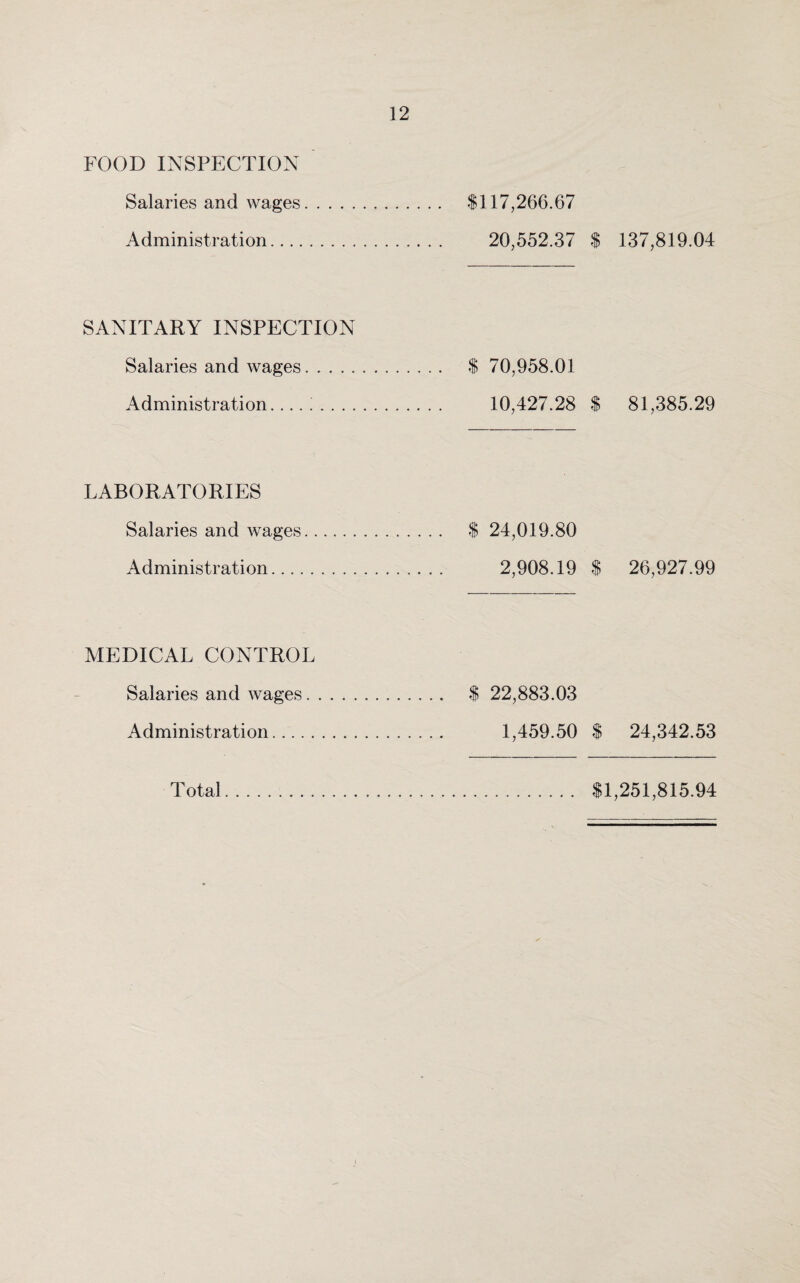 12
FOOD INSPECTION
Salaries and wages. . . . . . . . . . . . . . $117,266.67
Administration. . . . . . . . . . . . . . . . . . 20,552.37 $ 137,819.04
SANITARY INSPECTION
Salaries and wages. . . . . . . . . . . . . . $ 70,958.01
Administration. . . . . . . . . . . . . . . . . . 10,427.28 $ 81,385.29
LABORATORIES
Salaries and wages. . . . . . . . . . . . . . $ 24,019.80
Administration. . . . . . . . . . . . . . . . . . 2,908.19 $ 26,927.99
MEDICAL CONTROL
Salaries and wages. . . . . . . . . . . . . . $ 22,883.03
Administration. . . . . . . . . . . . . . . . . . 1,459.50 $ 24,342.53
Total. . . . . . . . . . . . . . . . . . . . . . . . . . . . . . . . . . $1,251,815.94